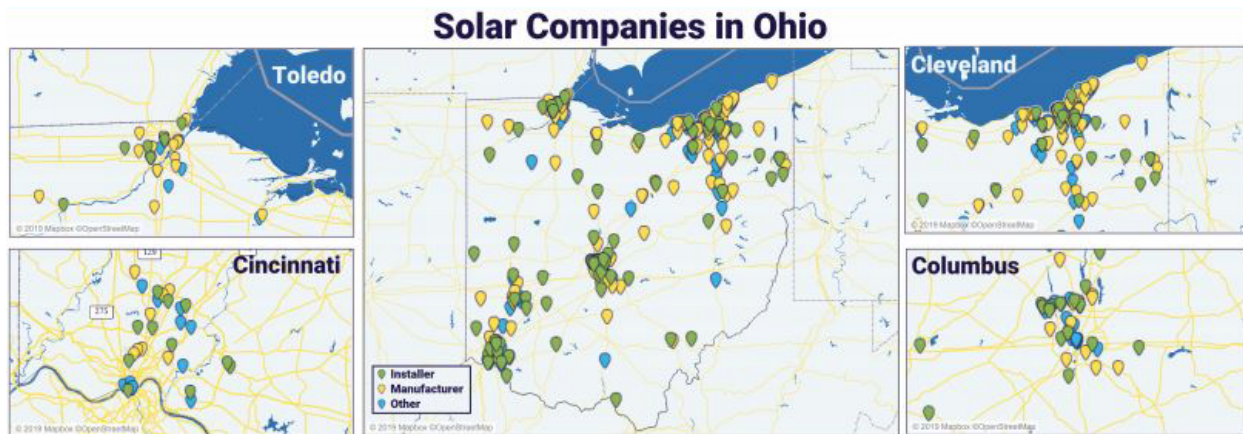 Solar Companies in Ohio
Toledo
© 2019 Mapbox ©OpenStreetMap
129
275
Cincinnati
© 2019 Mapbox ©OpenStreetMap
Installer
Manufacturer
Other
© 2019 Mapbox ©OpenStreetMap
Cleveland
© 2019 Mapbox ©OpenStreetMap
Columbus
© 2019 Mapbox ©OpenStreetMap